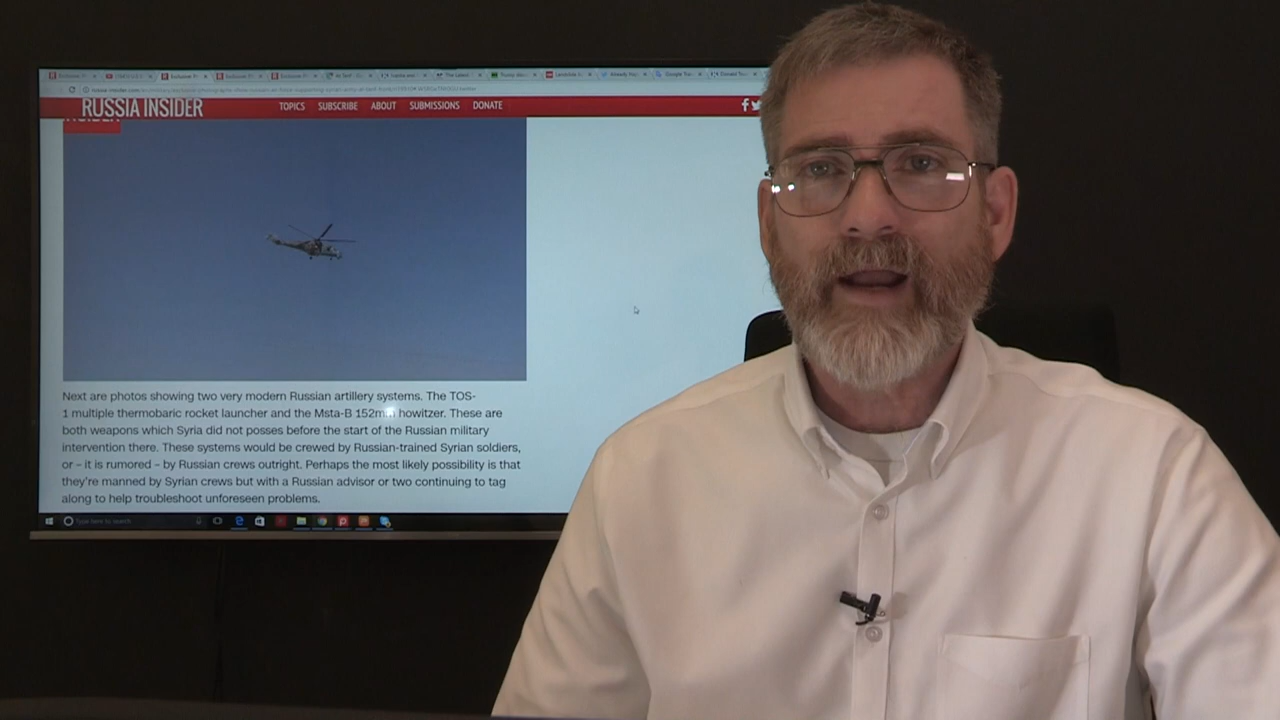 RUSSIA INSIDER
TOPICS SUBSCRIBE ABOUT SUBMISSIONS DONATE
Next are photos showing two very modern Russian artillery systems. The TOS-
1 multiple thermobaric rocket launcher and the Msta-B 152mm howitzer. These are
both weapons which Syria did not posses before the start of the Russian military
intervention there. These systems would be crewed by Russian-trained Syrian soldiers,
or – it is rumored – by Russian crews outright. Perhaps the most likely possibility is that
they're manned by Syrian crews but with a Russian advisor or two continuing to tag
along to help troubleshoot unforeseen problems.
Type here to search